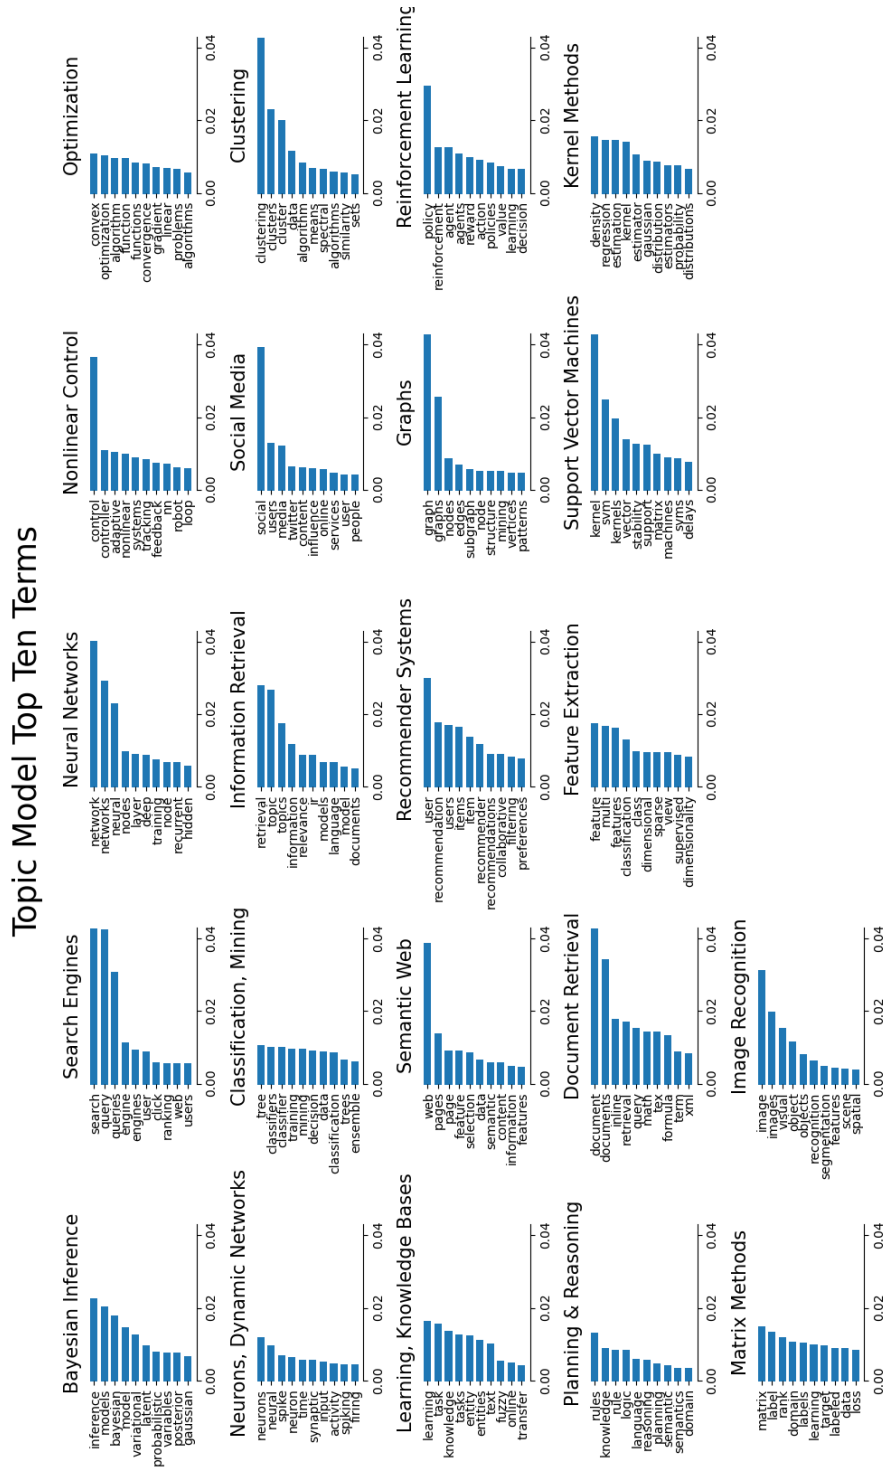 Topic Model Top Ten Terms
Bayesian Inference
inference
models
bayesian
model
variational
latent
probabilistic
variables
posterior
gaussian
0.00 0.02 0.04
Search Engines
search
query
queries
engine
engines
user
click
ranking
web
users
0.00 0.02 0.04
Neural Networks
network
networks
neural
nodes
layer
deep
training
node
recurrent
hidden
0.00 0.02 0.04
Nonlinear Control
control
controller
adaptive
nonlinear
systems
tracking
feedback
nn
robot
loop
0.00 0.02 0.04
Optimization
convex
optimization
algorithm
function
functions
convergence
gradient
linear
problems
algorithms
0.00 0.02 0.04
Neurons, Dynamic Networks
neurons
neural
spike
neuron
time
synaptic
input
activity
spiking
firing
0.00 0.02 0.04
Classification, Mining
tree
classifiers
classifier
training
mining
decision
data
classification
trees
ensemble
0.00 0.02 0.04
Information Retrieval
retrieval
topic
topics
information
relevance
ir
models
language
model
documents
0.00 0.02 0.04
Social Media
social
users
media
twitter
content
influence
online
services
user
people
0.00 0.02 0.04
Clustering
clustering
clusters
cluster
data
algorithm
means
spectral
algorithms
similarity
sets
0.00 0.02 0.04
Learning, Knowledge Bases
learning
task
knowledge
tasks
entity
entities
text
fuzzy
online
transfer
0.00 0.02 0.04
Semantic Web
web
pages
page
feature
selection
data
semantic
content
information
features
0.00 0.02 0.04
Recommender Systems
user
recommendation
users
items
item
recommender
recommendations
collaborative
filtering
preferences
0.00 0.02 0.04
Graphs
graph
graphs
nodes
edges
subgraph
node
structure
mining
vertices
patterns
0.00 0.02 0.04
Reinforcement Learning
policy
reinforcement
agent
agents
reward
action
policies
value
learning
decision
0.00 0.02 0.04
Planning & Reasoning
rules
knowledge
rule
logic
language
reasoning
planning
semantic
semantics
domain
0.00 0.02 0.04
Document Retrieval
document
documents
inline
retrieval
query
math
tex
formula
term
xml
0.00 0.02 0.04
Feature Extraction
feature
multi
features
classification
class
dimensional
sparse
view
supervised
dimensionality
0.00 0.02 0.04
Support Vector Machines
kernel
svm
kernels
vector
stability
support
matrix
machines
svms
delays
0.00 0.02 0.04
Kernel Methods
density
regression
estimation
kernel
estimator
gaussian
distribution
estimators
probability
distributions
0.00 0.02 0.04
Matrix Methods
matrix
label
rank
domain
labels
learning
target
labeled
data
loss
0.00 0.02 0.04
Image Recognition
image
images
visual
object
objects
recognition
segmentation
features
scene
spatial
0.00 0.02 0.04